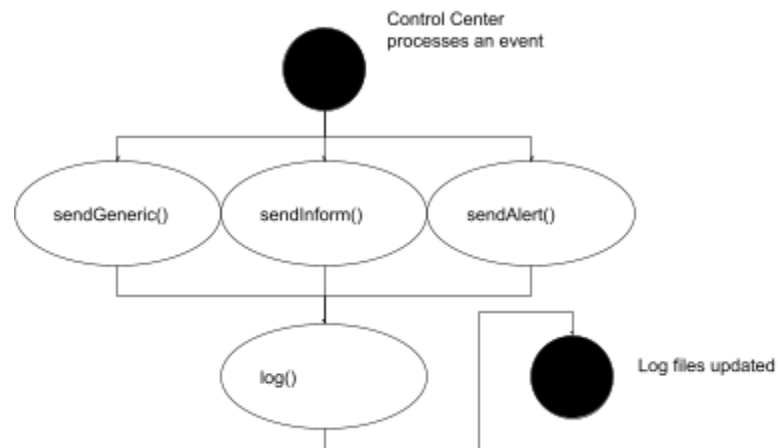 Control Center
processes an event
sendGeneric()
sendInform()
sendAlert()
log()
Log files updated